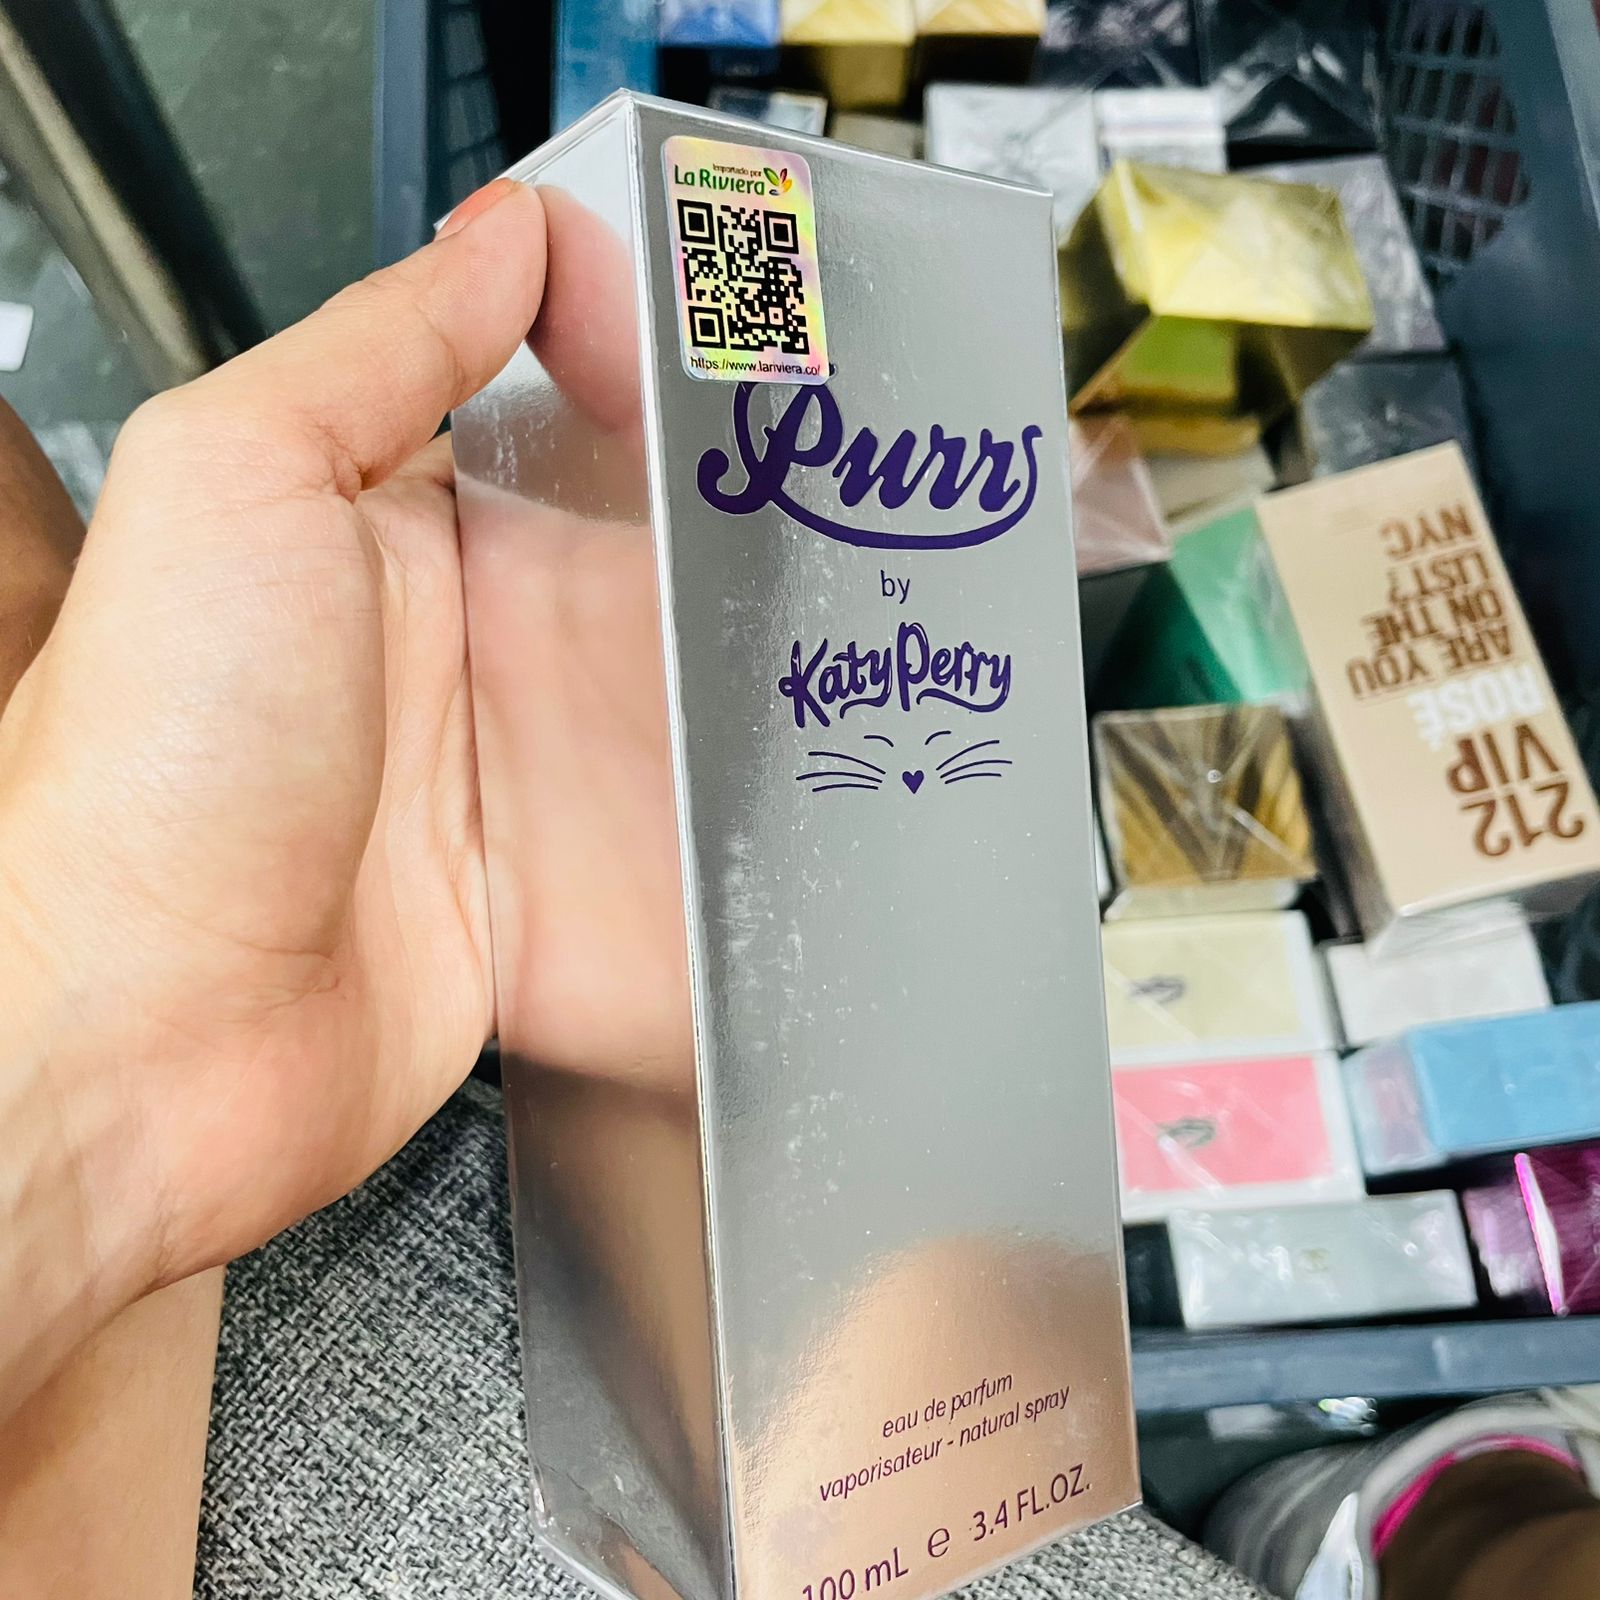 Importado por
La Riviera
https://www.lariviera.co/
Purr
by
Katy Perry
eau de parfum
vaporisateur - natural spray
100 mL e 3.4 FL.OZ.
212
VIP
ROSÉ
ARE YOU
ON THE
LIST?
NYC